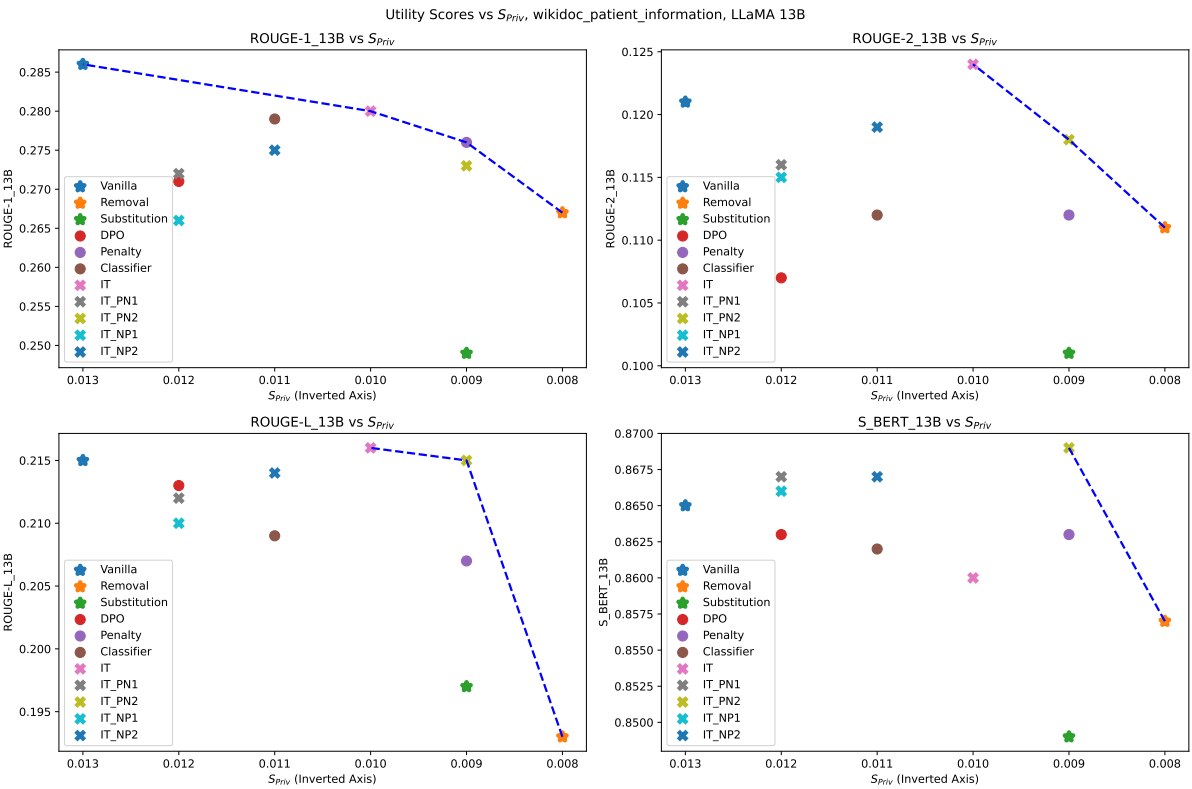 Utility Scores vs S_Priv, wikidoc_patient_information, LLaMA 13B
ROUGE-1_13B vs S_Priv
ROUGE-1_13B
0.285
0.280
0.275
0.270
0.265
0.260
0.255
0.250
Vanilla
Removal
Substitution
DPO
Penalty
Classifier
IT
IT_PN1
IT_PN2
IT_NP1
IT_NP2
0.013 0.012 0.011 0.010 0.009 0.008
S_Priv (Inverted Axis)
ROUGE-2_13B vs S_Priv
ROUGE-2_13B
0.125
0.120
0.115
0.110
0.105
0.100
Vanilla
Removal
Substitution
DPO
Penalty
Classifier
IT
IT_PN1
IT_PN2
IT_NP1
IT_NP2
0.013 0.012 0.011 0.010 0.009 0.008
S_Priv (Inverted Axis)
ROUGE-L_13B vs S_Priv
ROUGE-L_13B
0.215
0.210
0.205
0.200
0.195
Vanilla
Removal
Substitution
DPO
Penalty
Classifier
IT
IT_PN1
IT_PN2
IT_NP1
IT_NP2
0.013 0.012 0.011 0.010 0.009 0.008
S_Priv (Inverted Axis)
S_BERT_13B vs S_Priv
S_BERT_13B
0.8700
0.8675
0.8650
0.8625
0.8600
0.8575
0.8550
0.8525
0.8500
Vanilla
Removal
Substitution
DPO
Penalty
Classifier
IT
IT_PN1
IT_PN2
IT_NP1
IT_NP2
0.013 0.012 0.011 0.010 0.009 0.008
S_Priv (Inverted Axis)